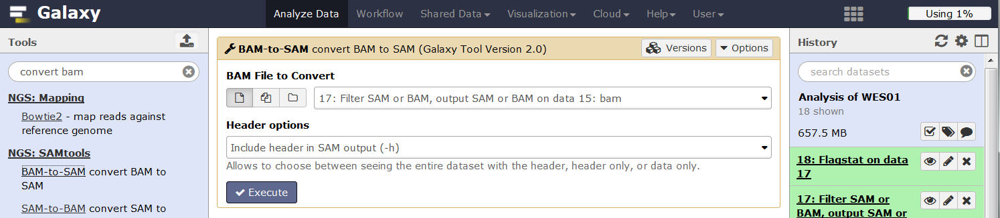 Galaxy
Analyze Data
Workflow
Shared Data
Visualization
Cloud
Help
User
Using 1%
Tools
convert bam
NGS: Mapping
Bowtie2 - map reads against
reference genome
NGS: SAMtools
BAM-to-SAM convert BAM to
SAM
SAM-to-BAM convert SAM to
BAM-to-SAM convert BAM to SAM (Galaxy Tool Version 2.0)
Versions
Options
BAM File to Convert
17: Filter SAM or BAM, output SAM or BAM on data 15: bam
Header options
Include header in SAM output (-h)
Allows to choose between seeing the entire dataset with the header, header only, or data only.
Execute
History
search datasets
Analysis of WES01
18 shown
657.5 MB
18: Flagstat on data
17
17: Filter SAM or
BAM, output SAM or